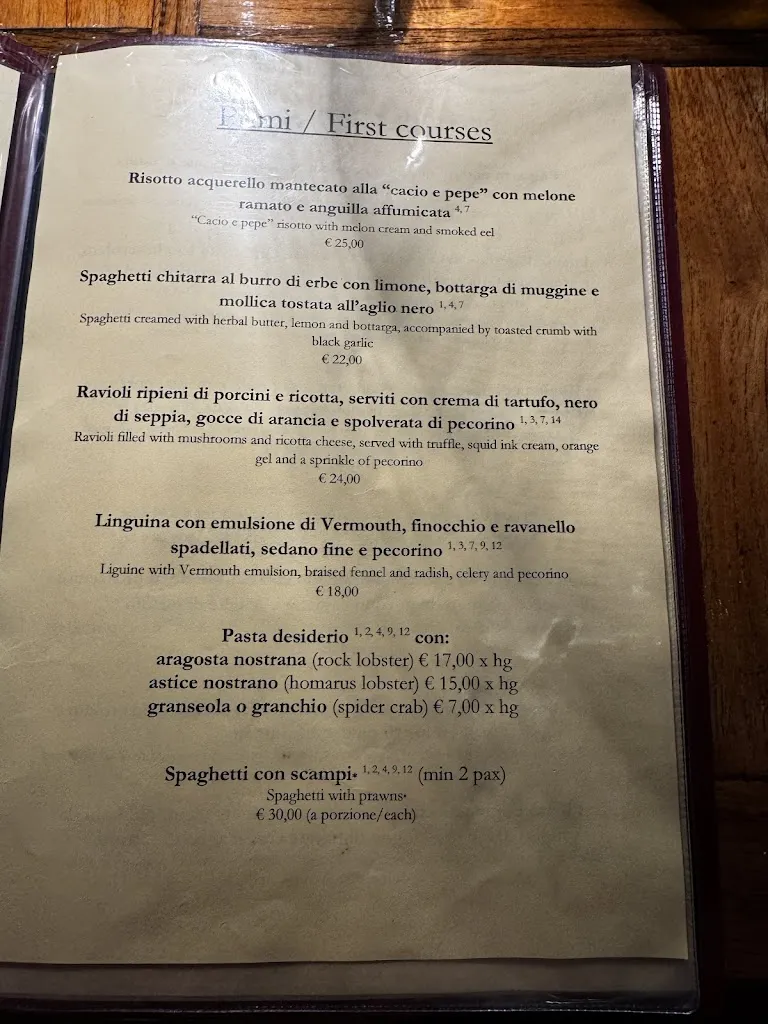 Primi / First courses
Risotto acquerello mantecato alla “cacio e pepe” con melone
ramato e anguilla affumicata 4, 7
“Cacio e pepe” risotto with melon cream and smoked eel
€ 25,00
Spaghetti chitarra al burro di erbe con limone, bottarga di muggine e
mollica tostata all’aglio nero 1, 4, 7
Spaghetti creamed with herbal butter, lemon and bottarga, accompanied by toasted crumb with
black garlic
€ 22,00
Ravioli ripieni di porcini e ricotta, serviti con crema di tartufo, nero
di seppia, gocce di arancia e spolverata di pecorino 1, 3, 7, 14
Ravioli filled with mushrooms and ricotta cheese, served with truffle, squid ink cream, orange
gel and a sprinkle of pecorino
€ 24,00
Linguina con emulsione di Vermouth, finocchio e ravanello
spadellati, sedano fine e pecorino 1, 3, 7, 9, 12
Liguine with Vermouth emulsion, braised fennel and radish, celery and pecorino
€ 18,00
Pasta desiderio 1, 2, 4, 9, 12 con:
aragosta nostrana (rock lobster) € 17,00 x hg
astice nostrano (homarus lobster) € 15,00 x hg
granseola o granchio (spider crab) € 7,00 x hg
Spaghetti con scampi* 1, 2, 4, 9, 12 (min 2 pax)
Spaghetti with prawns*
€ 30,00 (a porzione/each)